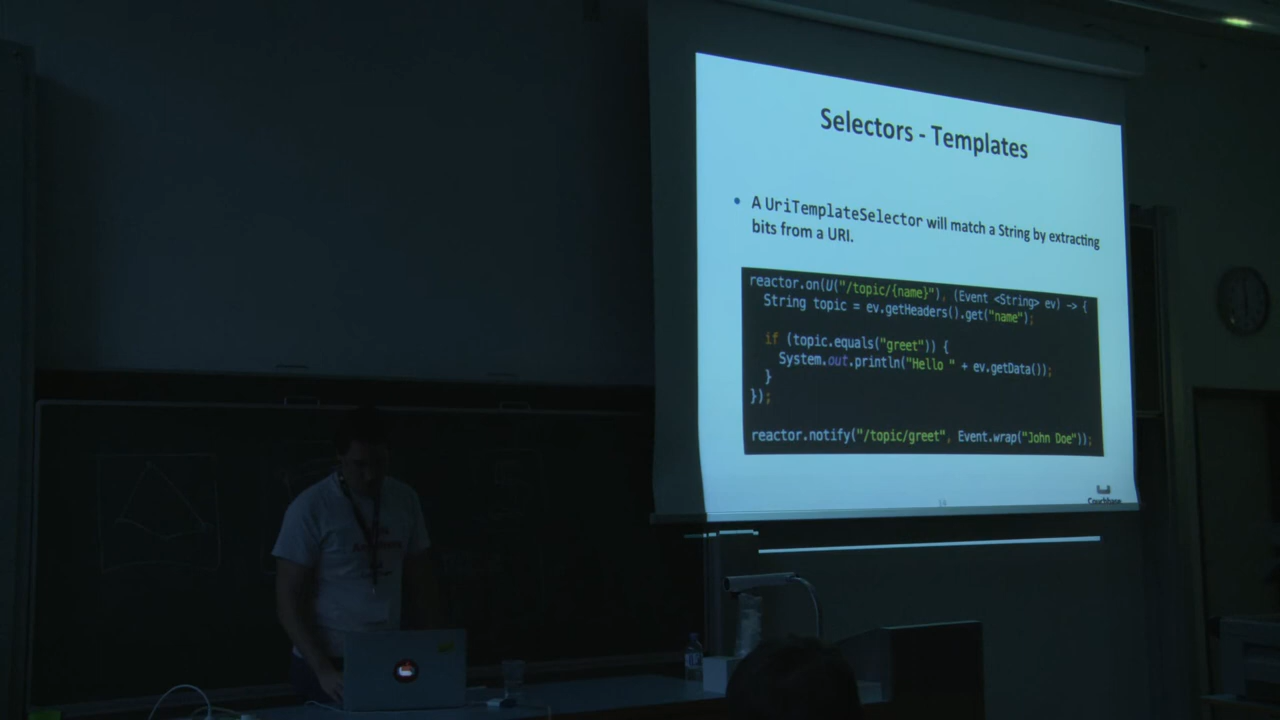 Selectors - Templates
• A UriTemplateSelector will match a String by extracting
bits from a URI.
reactor.on(U("/topic/{name}"), (Event <String> ev) -> {
String topic = ev.getHeaders().get("name");
if (topic.equals("greet")) {
System.out.println("Hello " + ev.getData());
}
});
reactor.notify("/topic/greet", Event.wrap("John Doe"));
Couchbase